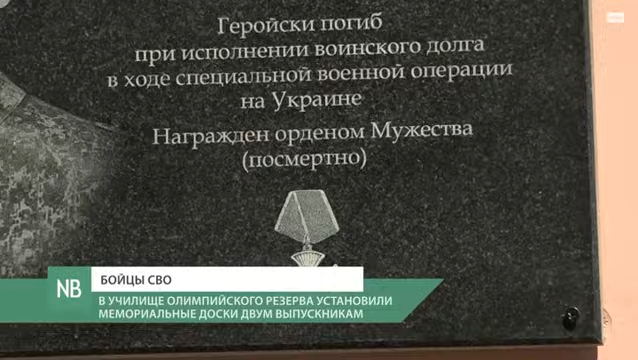 Геройски погиб
при исполнении воинского долга
в ходе специальной военной операции
на Украине
Награжден орденом Мужества
(посмертно)
NB
БОЙЦЫ СВО
В УЧИЛИЩЕ ОЛИМПИЙСКОГО РЕЗЕРВА УСТАНОВИЛИ
МЕМОРИАЛЬНЫЕ ДОСКИ ДВУМ ВЫПУСКНИКАМ